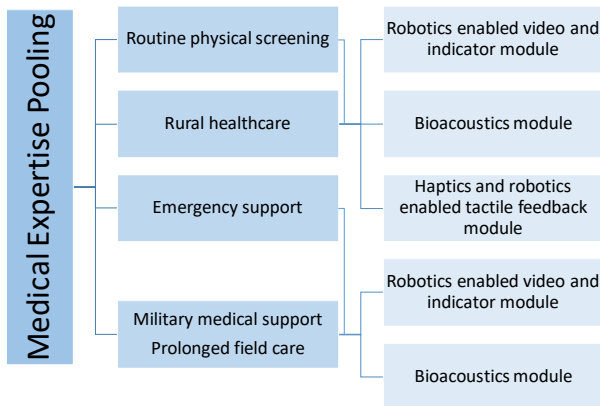 Medical Expertise Pooling
Routine physical screening
Rural healthcare
Emergency support
Military medical support
Prolonged field care
Robotics enabled video and
indicator module
Bioacoustics module
Haptics and robotics
enabled tactile feedback
module
Robotics enabled video and
indicator module
Bioacoustics module